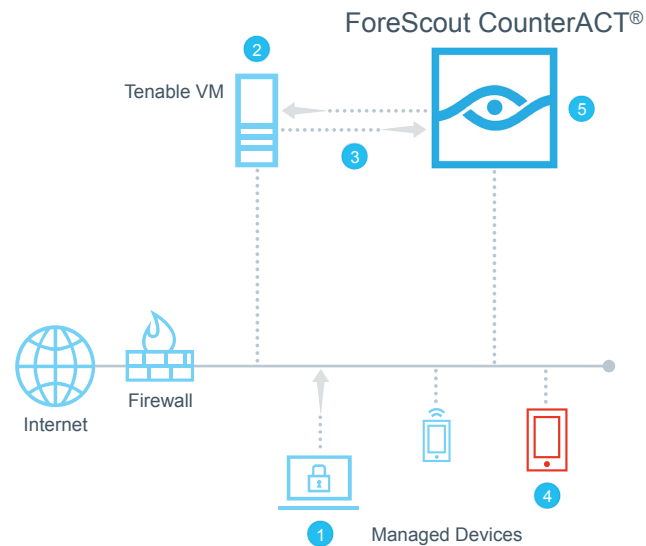 ForeScout CounterACT®
2
Tenable VM
5
3
Firewall
Internet
4
1
Managed Devices